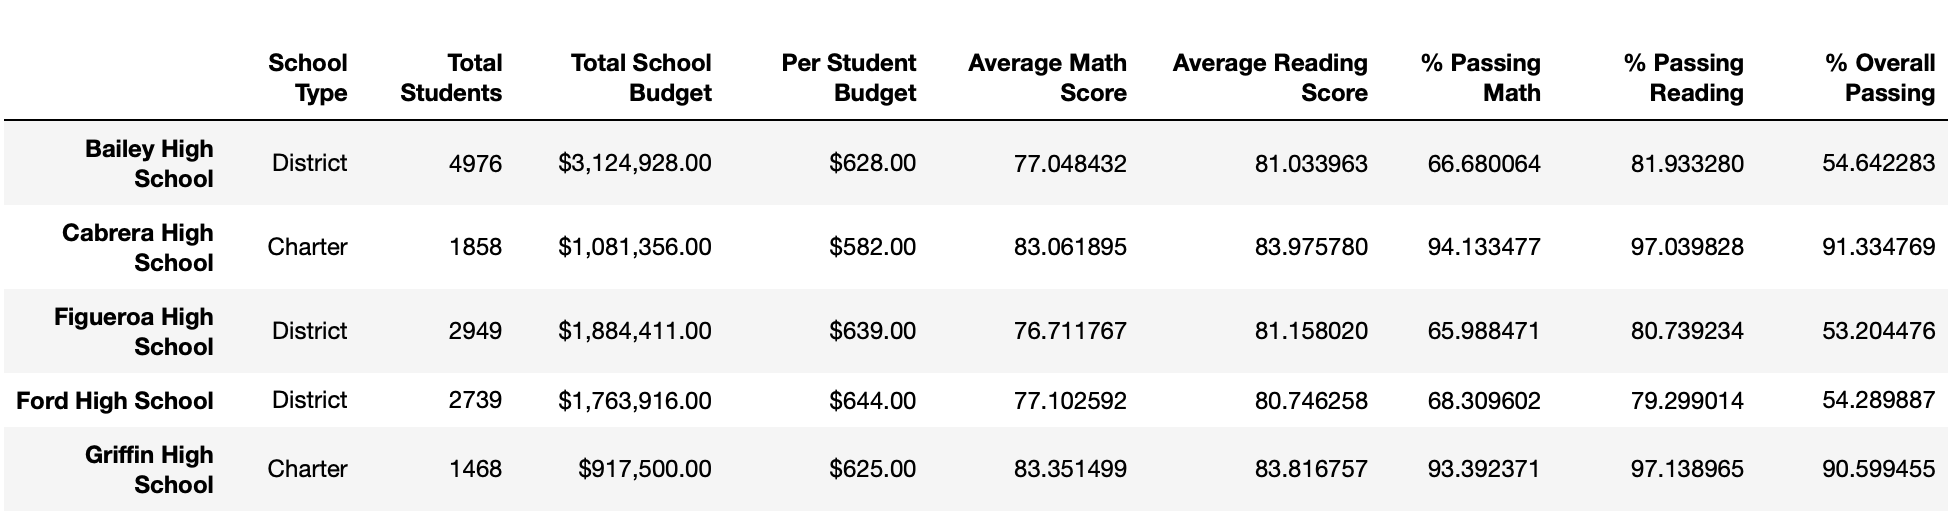 School Type Total Students Total School Budget Per Student Budget Average Math Score Average Reading Score % Passing Math % Passing Reading % Overall Passing
Bailey High School District 4976 $3,124,928.00 $628.00 77.048432 81.033963 66.680064 81.933280 54.642283
Cabrera High School Charter 1858 $1,081,356.00 $582.00 83.061895 83.975780 94.133477 97.039828 91.334769
Figueroa High School District 2949 $1,884,411.00 $639.00 76.711767 81.158020 65.988471 80.739234 53.204476
Ford High School District 2739 $1,763,916.00 $644.00 77.102592 80.746258 68.309602 79.299014 54.289887
Griffin High School Charter 1468 $917,500.00 $625.00 83.351499 83.816757 93.392371 97.138965 90.599455